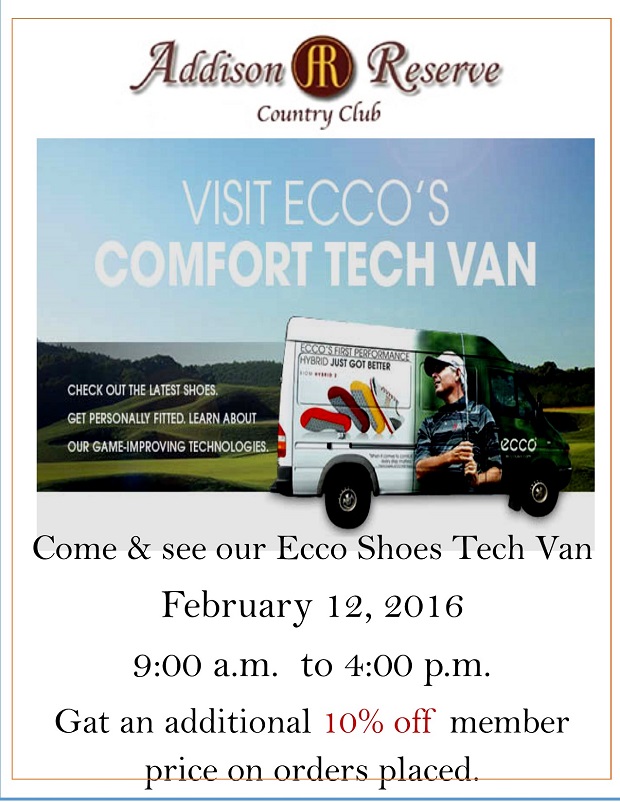 Addison AR Reserve
Country Club
VISIT ECCO'S
COMFORT TECH VAN
CHECK OUT THE LATEST SHOES.
GET PERSONALLY FITTED. LEARN ABOUT
OUR GAME-IMPROVING TECHNOLOGIES.
ECCO'S FIRST PERFORMANCE
HYBRID JUST GOT BETTER
ecco
Come & see our Ecco Shoes Tech Van
February 12, 2016
9:00 a.m. to 4:00 p.m.
Gat an additional 10% off member
price on orders placed.